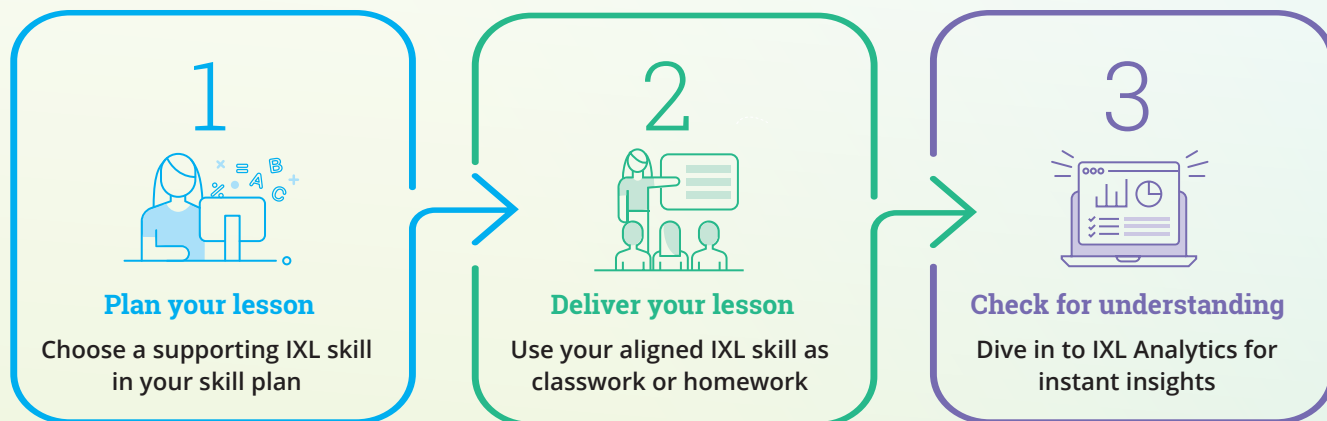 1
Plan your lesson
Choose a supporting IXL skill
in your skill plan
2
Deliver your lesson
Use your aligned IXL skill as
classwork or homework
3
Check for understanding
Dive in to IXL Analytics for
instant insights
× = B
% A +
C